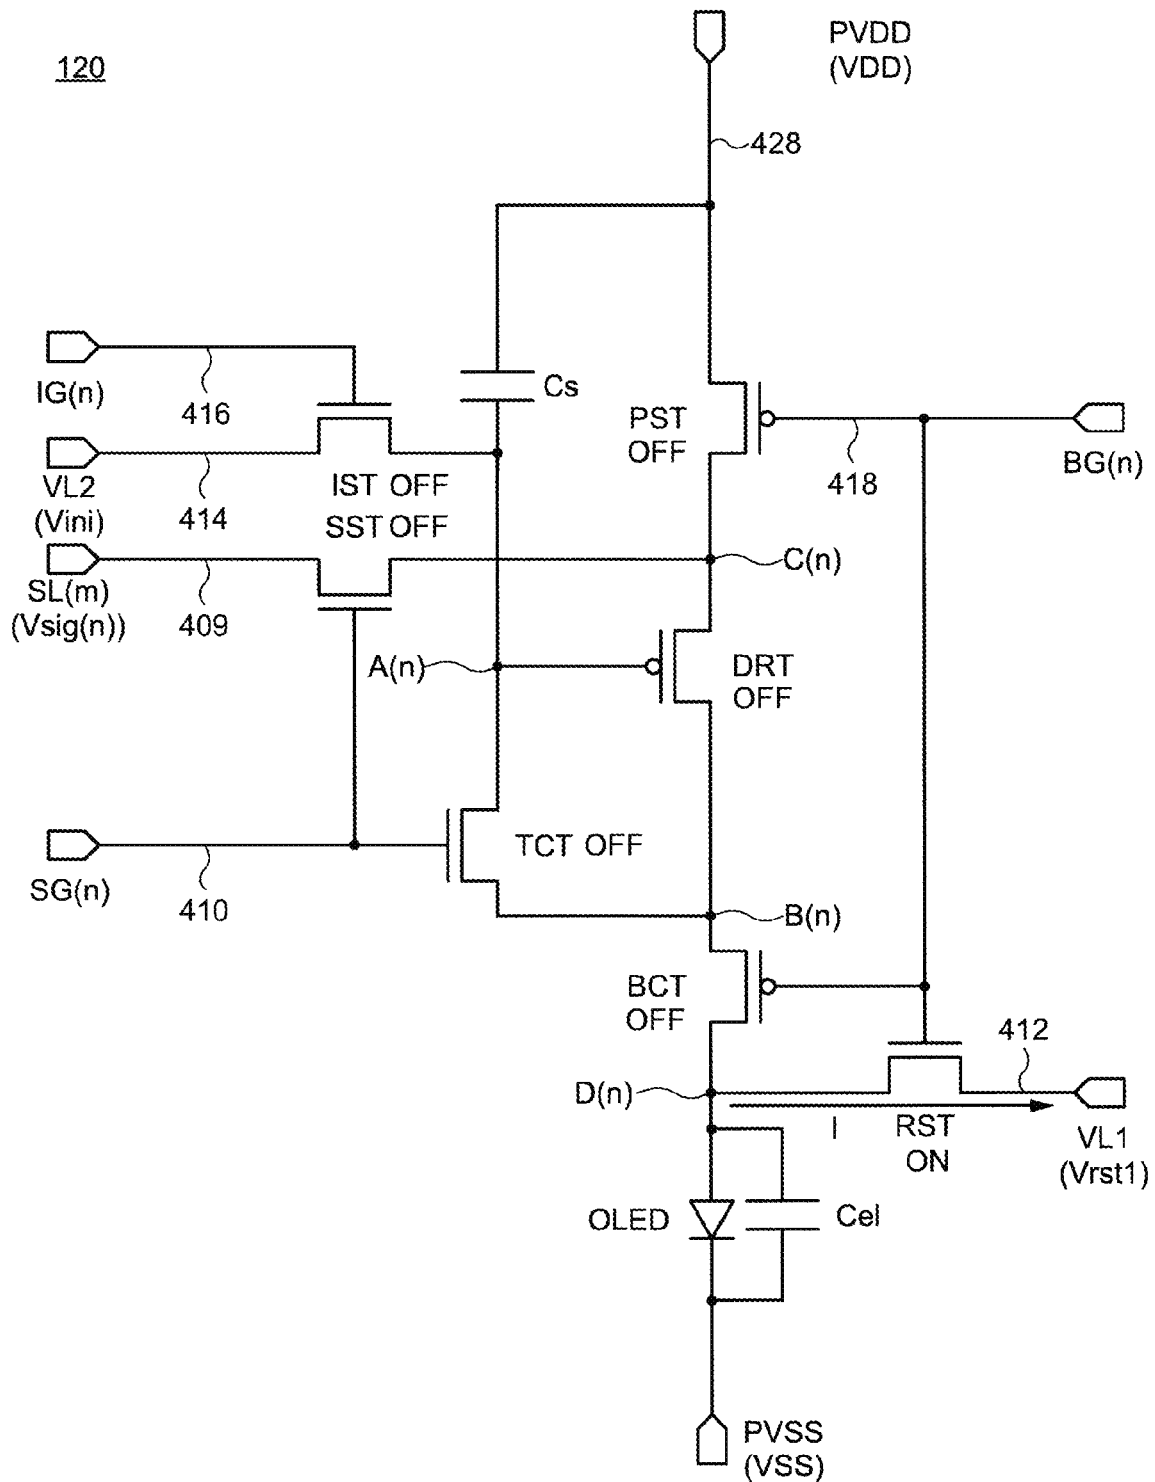 120
PVDD
(VDD)
428
IG(n)
416
Cs
PST
OFF
418
BG(n)
VL2
(Vini)
414
IST OFF
SST OFF
SL(m)
(Vsig(n))
409
C(n)
A(n)
DRT
OFF
SG(n)
410
TCT OFF
B(n)
BCT
OFF
412
D(n)
I
RST
ON
VL1
(Vrst1)
OLED
Cel
PVSS
(VSS)